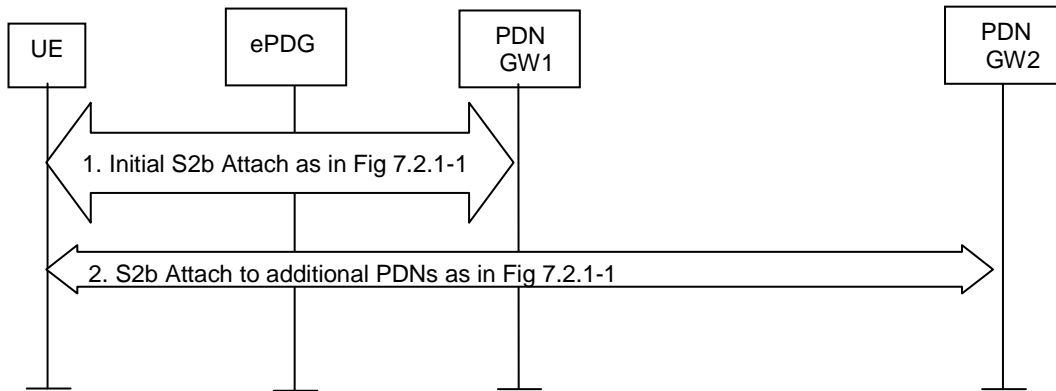 UE
ePDG
PDN
GW1
PDN
GW2
1. Initial S2b Attach as in Fig 7.2.1-1
2. S2b Attach to additional PDNs as in Fig 7.2.1-1